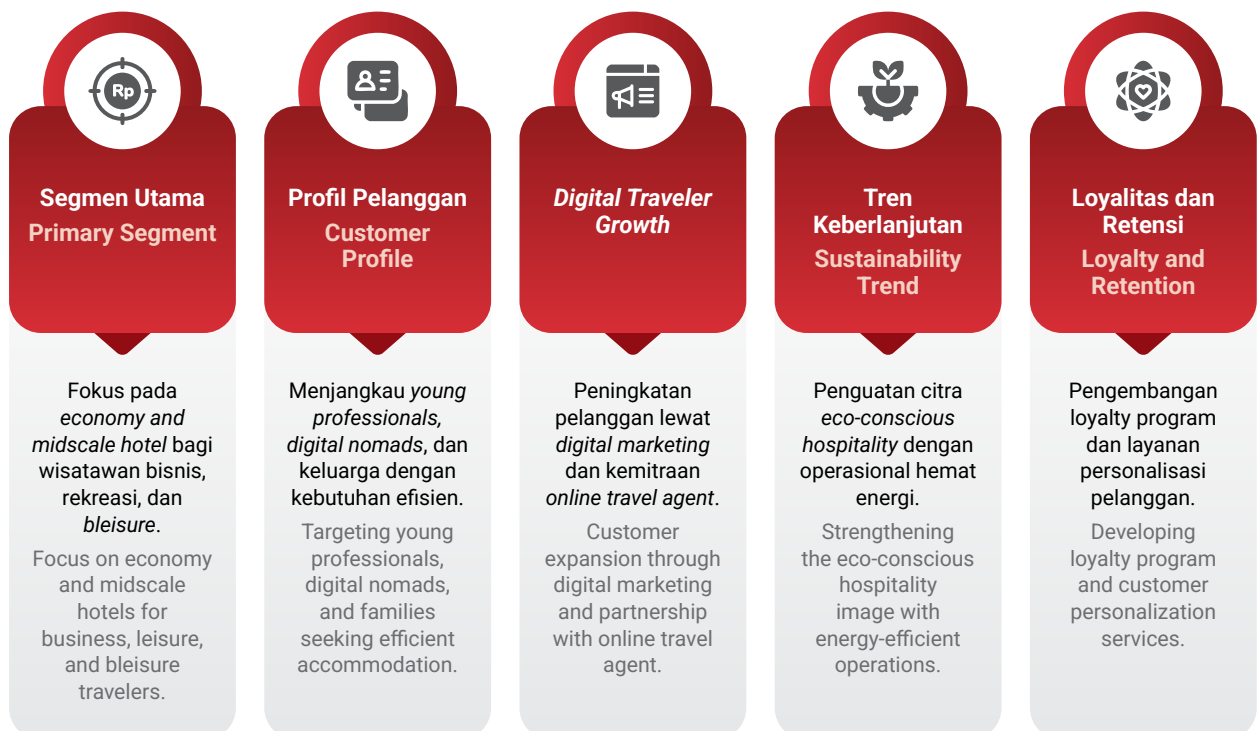 Rp
Segmen Utama
Primary Segment
Fokus pada
economy and
midscale hotel bagi
wisatawan bisnis,
rekreasi, dan
bleisure.
Focus on economy
and midscale
hotels for
business, leisure,
and bleisure
travelers.
Profil Pelanggan
Customer
Profile
Menjangkau young
professionals,
digital nomads, dan
keluarga dengan
kebutuhan efisien.
Targeting young
professionals,
digital nomads,
and families
seeking efficient
accommodation.
Digital Traveler
Growth
Peningkatan
pelanggan lewat
digital marketing
dan kemitraan
online travel agent.
Customer
expansion through
digital marketing
and partnership
with online travel
agent.
Tren
Keberlanjutan
Sustainability
Trend
Penguatan citra
eco-conscious
hospitality dengan
operasional hemat
energi.
Strengthening
the eco-conscious
hospitality
image with
energy-efficient
operations.
Loyalitas dan
Retensi
Loyalty and
Retention
Pengembangan
loyalty program
dan layanan
personalisasi
pelanggan.
Developing
loyalty program
and customer
personalization
services.